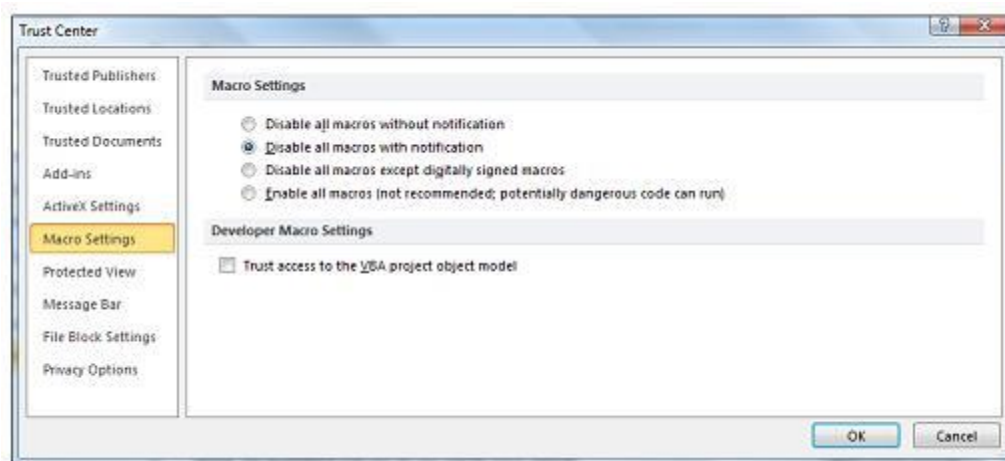 Trust Center
Trusted Publishers
Trusted Locations
Trusted Documents
Add-ins
ActiveX Settings
Macro Settings
Protected View
Message Bar
File Block Settings
Privacy Options
Macro Settings
Disable all macros without notification
Disable all macros with notification
Disable all macros except digitally signed macros
Enable all macros (not recommended; potentially dangerous code can run)
Developer Macro Settings
Trust access to the VBA project object model
OK
Cancel